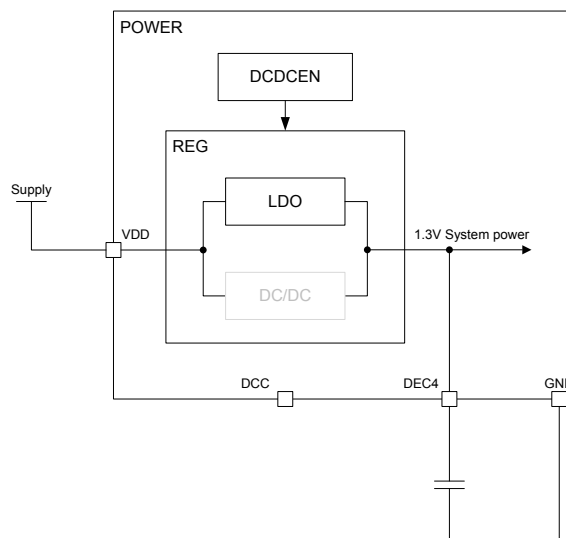 POWER
DCDCEN
REG
LDO
Supply
VDD
1.3V System power
DC/DC
DCC
DEC4